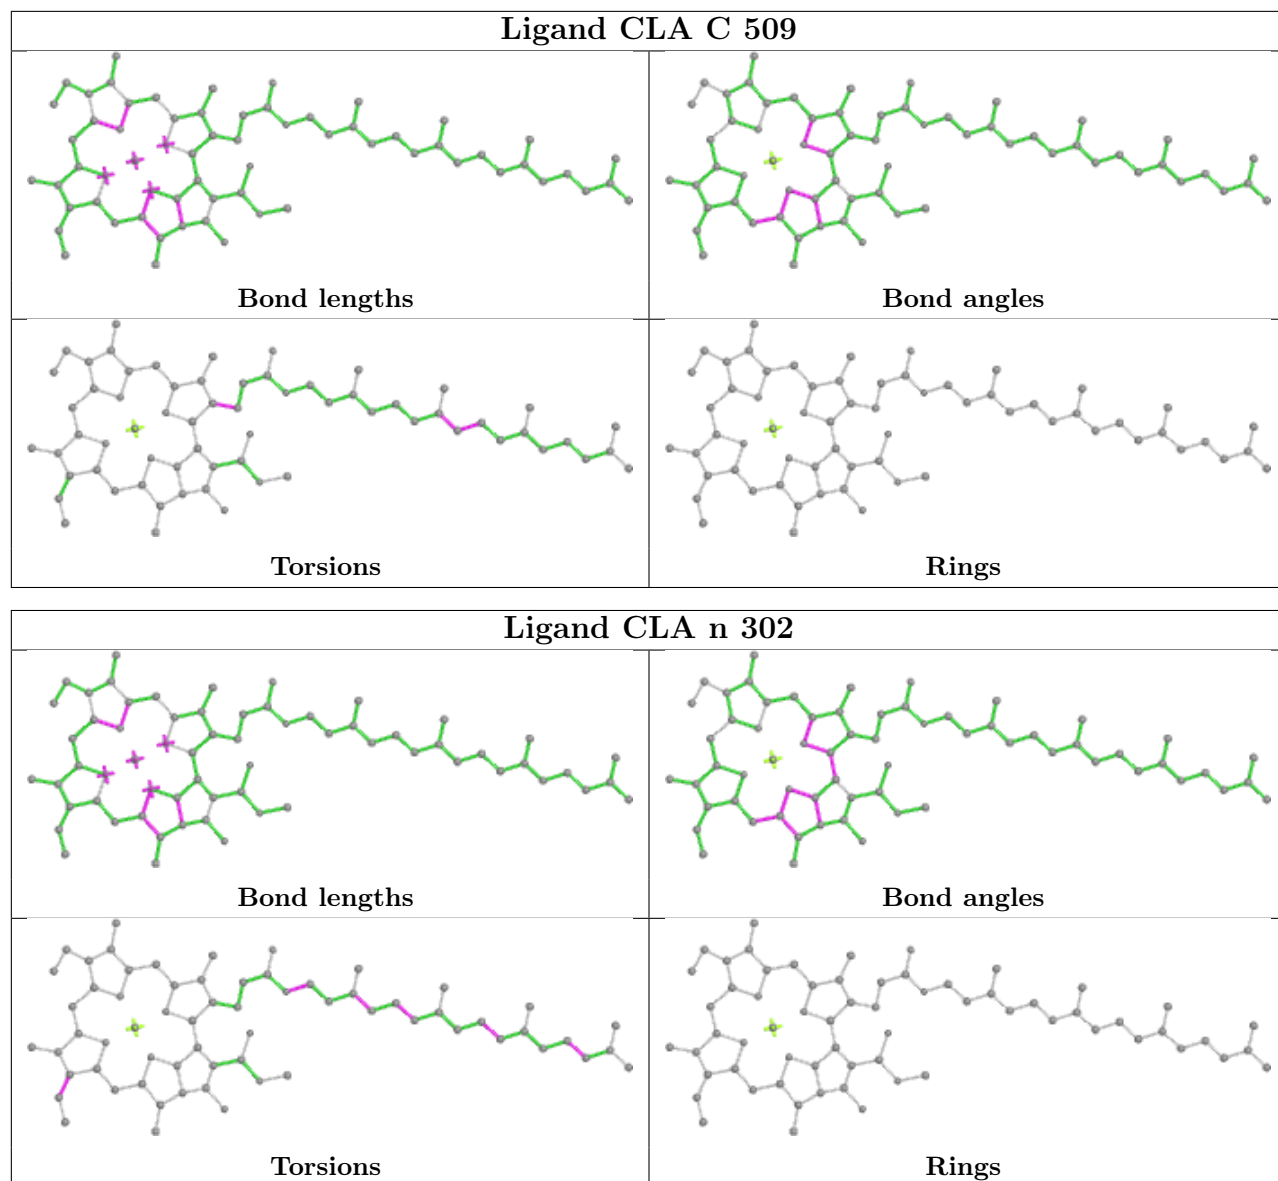 Ligand CLA C 509
Bond lengths
Bond angles
Torsions
Rings
Ligand CLA n 302
Bond lengths
Bond angles
Torsions
Rings